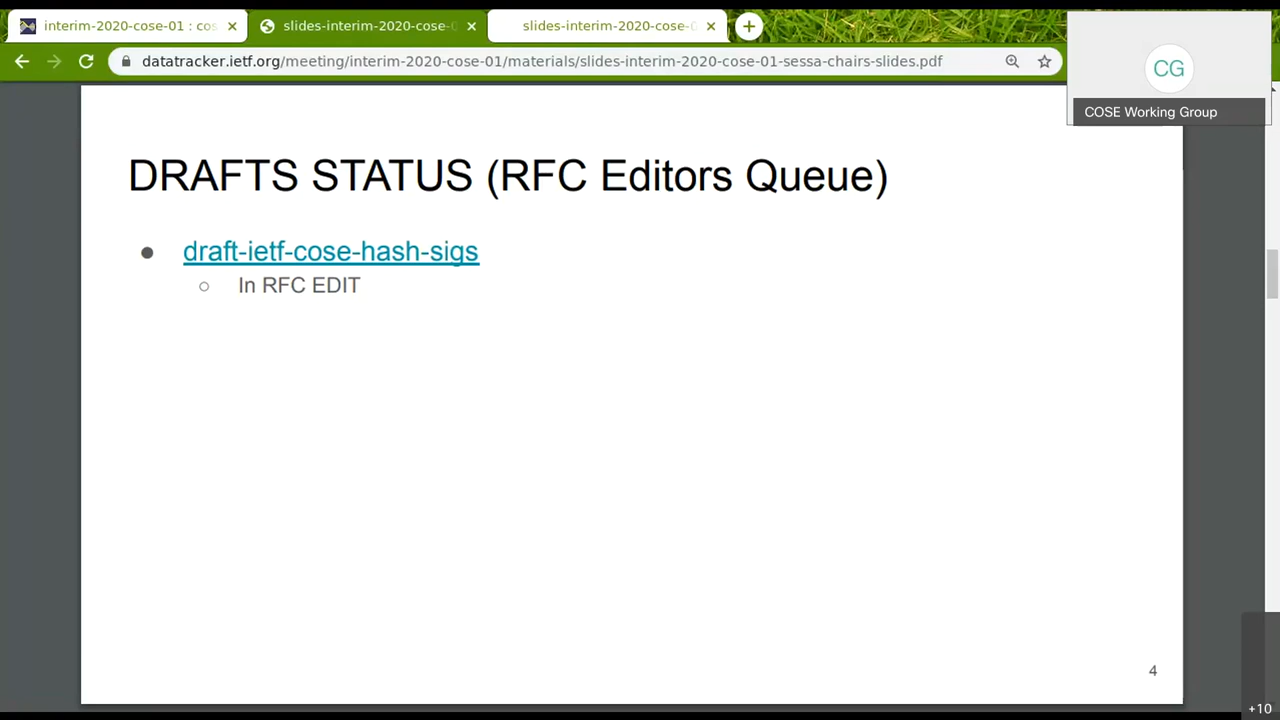 interim-2020-cose-01 : cos
slides-interim-2020-cose-0
slides-interim-2020-cose-0
datatracker.ietf.org/meeting/interim-2020-cose-01/materials/slides-interim-2020-cose-01-sessa-chairs-slides.pdf
CG
COSE Working Group
DRAFTS STATUS (RFC Editors Queue)
● draft-ietf-cose-hash-sigs
○ In RFC EDIT
4
+10